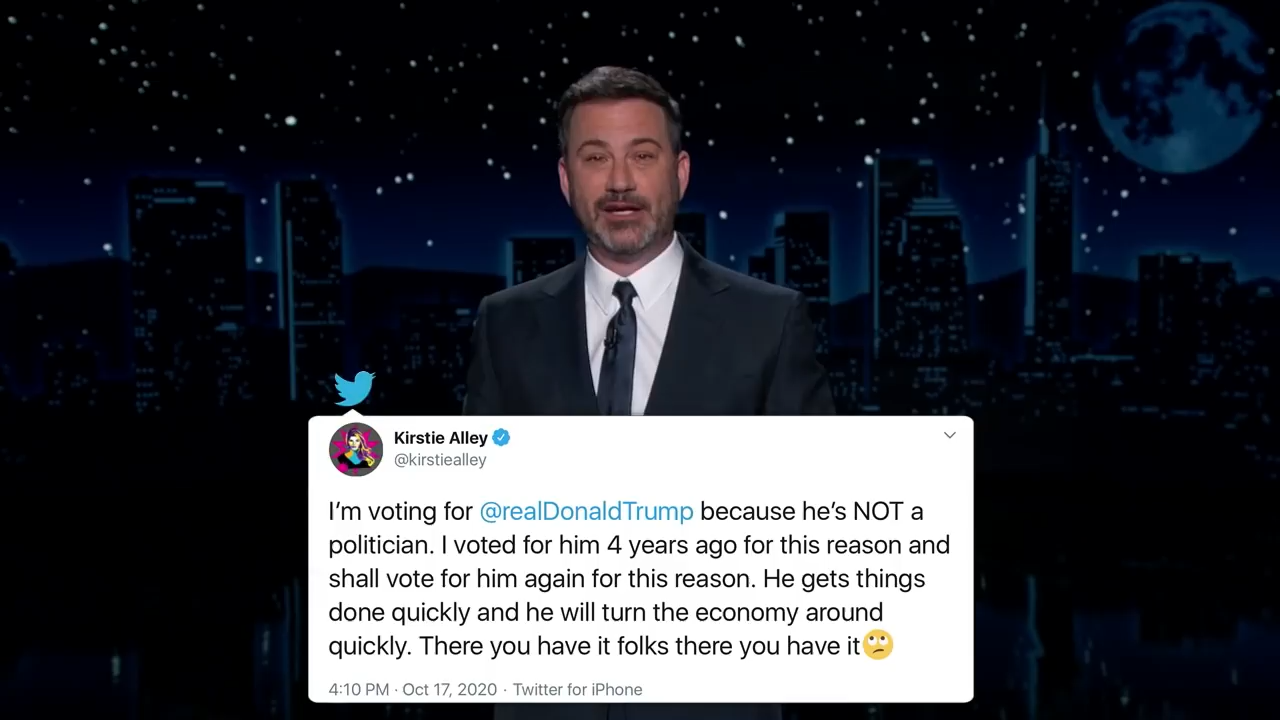 Kirstie Alley
@kirstiealley
I'm voting for @realDonaldTrump because he's NOT a
politician. I voted for him 4 years ago for this reason and
shall vote for him again for this reason. He gets things
done quickly and he will turn the economy around
quickly. There you have it folks there you have it🙄
4:10 PM · Oct 17, 2020 · Twitter for iPhone